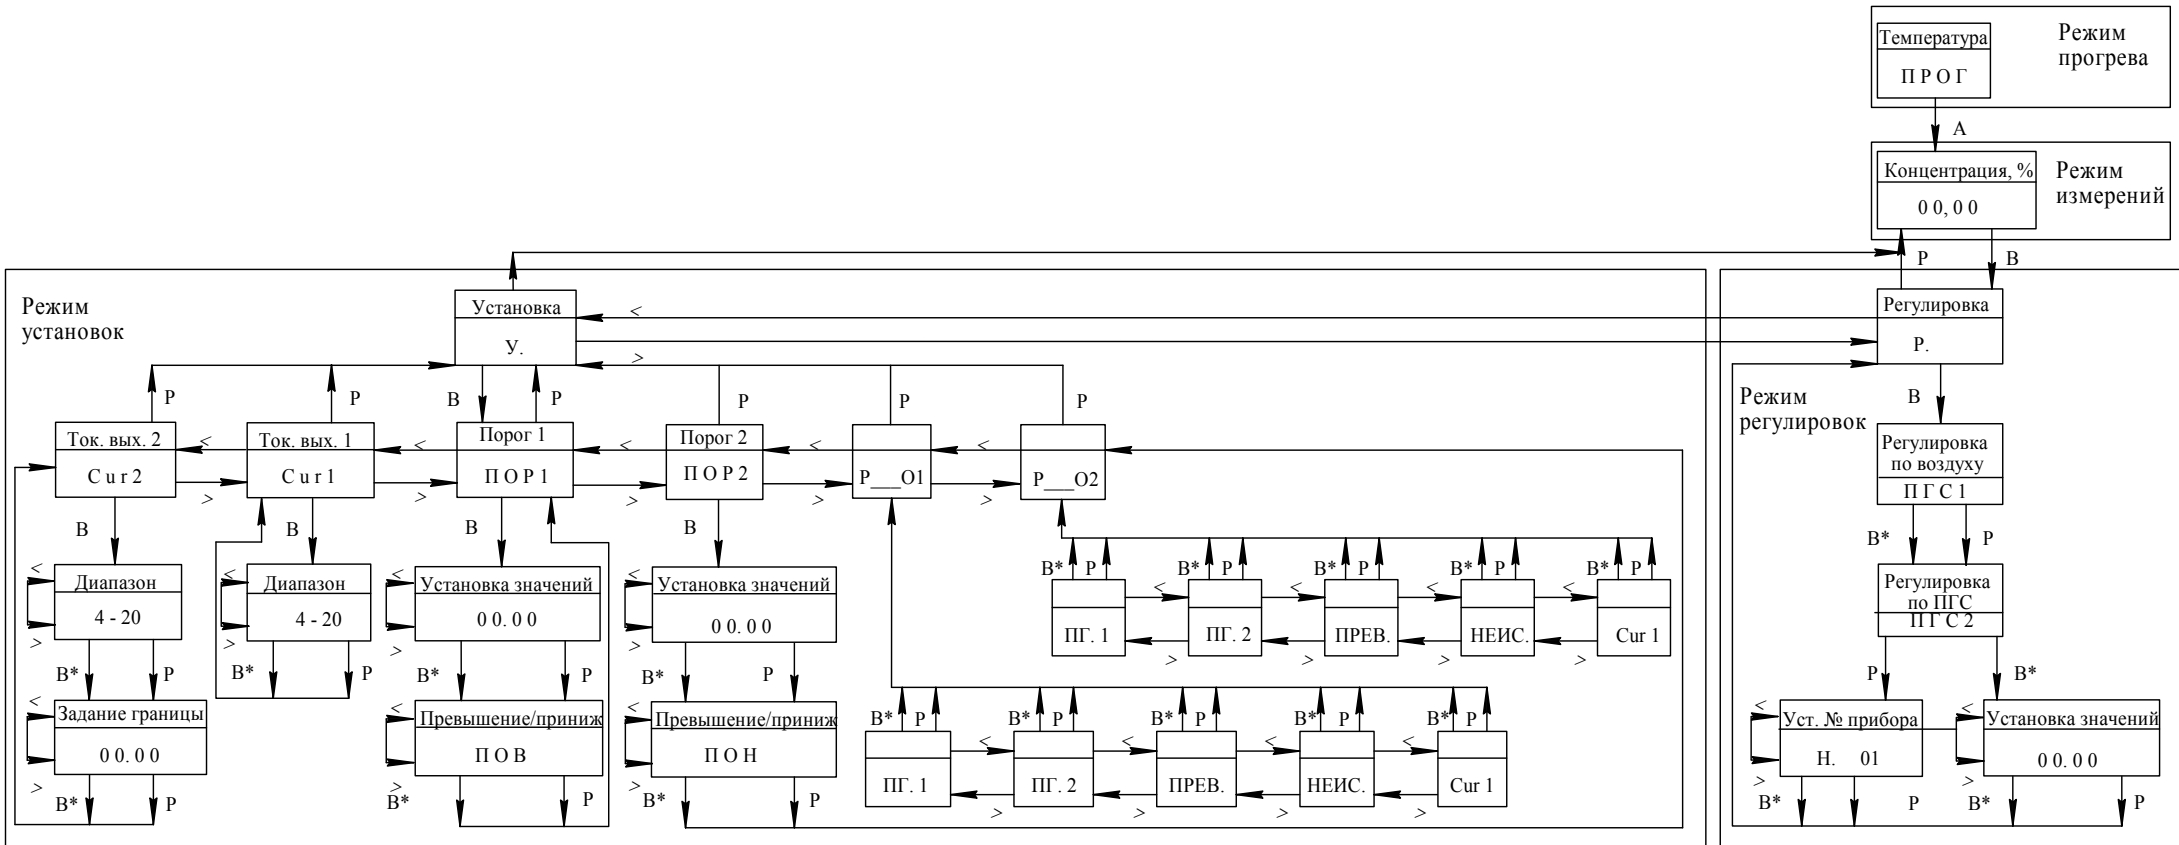 Температура
П Р О Г
Режим
прогрева
А
Концентрация, %
0 0, 0 0
Режим
измерений
Р
В
Режим
установок
Установка
У.
<
>
Регулировка
Р.
Режим
регулировок
В
Р
Р
В
Р
Р
Р
Р
Ток. вых. 2
C u r 2
<
>
Ток. вых. 1
C u r 1
<
>
Порог 1
П О Р 1
<
>
Порог 2
П О Р 2
<
>
Р___О1
<
>
Р___О2
Регулировка
по воздуху
П Г С 1
В
В
В
В
В*
Р
Регулировка
по ПГС
П Г С 2
Р
В*
<
Диапазон
4 - 20
>
<
Диапазон
4 - 20
>
<
Установка значений
0 0. 0 0
>
<
Установка значений
0 0. 0 0
>
В*
Р
В*
Р
В*
Р
В*
Р
В*
Р
ПГ. 1
<
>
ПГ. 2
<
>
ПРЕВ.
<
>
НЕИС.
<
>
Cur 1
В*
Р
В*
Р
В*
Р
В*
Р
<
Задание границы
0 0. 0 0
>
В*
Р
<
Превышение/приниж
П О В
>
В*
Р
<
Превышение/приниж
П О Н
>
В*
Р
В*
Р
В*
Р
В*
Р
В*
Р
В*
Р
ПГ. 1
<
>
ПГ. 2
<
>
ПРЕВ.
<
>
НЕИС.
<
>
Cur 1
<
Уст. № прибора
Н. 01
>
В*
Р
<
Установка значений
0 0. 0 0
>
В*
Р